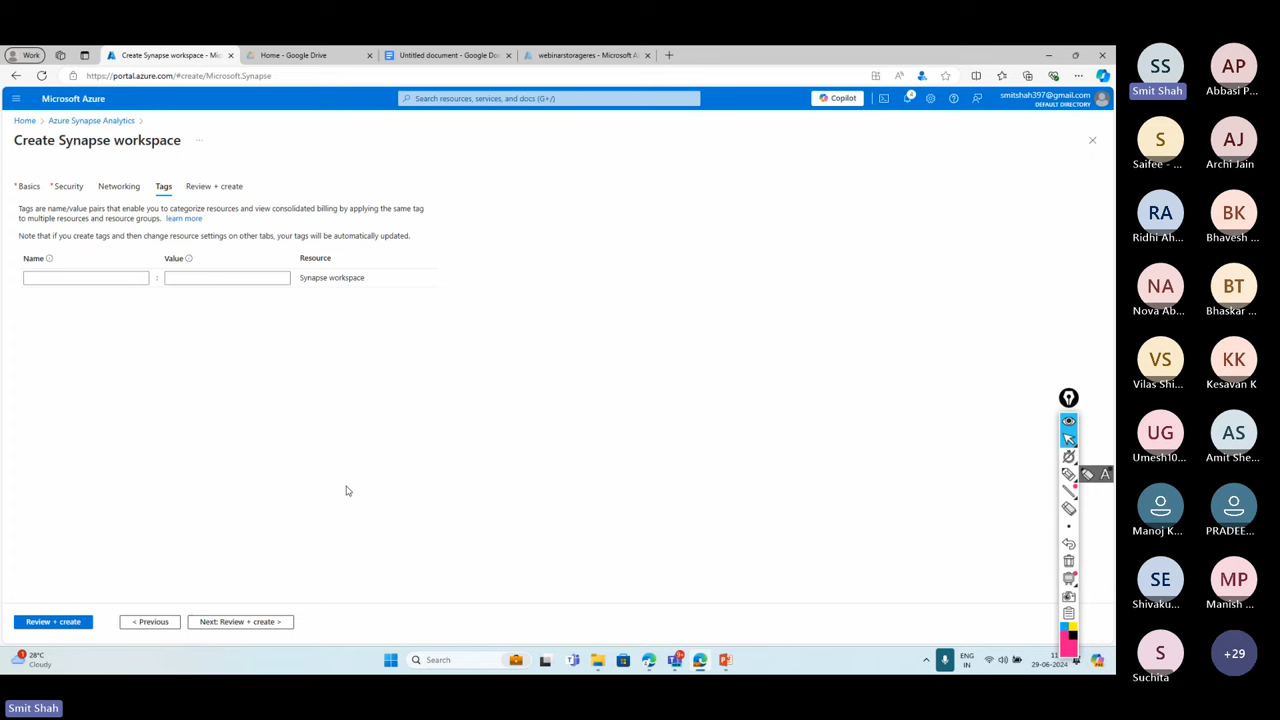 Work
Create Synapse workspace - Mic
Home - Google Drive
Untitled document - Google Doc
webinarstorageres - Microsoft A
https://portal.azure.com/#create/Microsoft.Synapse
Microsoft Azure
Search resources, services, and docs (G+/)
Copilot
4
smitshah397@gmail.com
DEFAULT DIRECTORY
Home > Azure Synapse Analytics >
Create Synapse workspace ...
* Basics * Security Networking Tags Review + create
Tags are name/value pairs that enable you to categorize resources and view consolidated billing by applying the same tag
to multiple resources and resource groups. learn more
Note that if you create tags and then change resource settings on other tabs, your tags will be automatically updated.
Name Value Resource
: Synapse workspace
A
Review + create < Previous Next: Review + create >
28°C
Cloudy
Search
ENG
IN
29-06-2024
Smit Shah
SS AP
Smit Shah Abbasi P...
S AJ
Saifee - ... Archi Jain
RA BK
Ridhi Ah... Bhavesh ...
NA BT
Nova Ab... Bhaskar ...
VS KK
Vilas Shi... Kesavan K
UG AS
Umesh10... Amit She...
Manoj K... PRADEE...
SE MP
Shivaku... Manish ...
S +29
Suchita